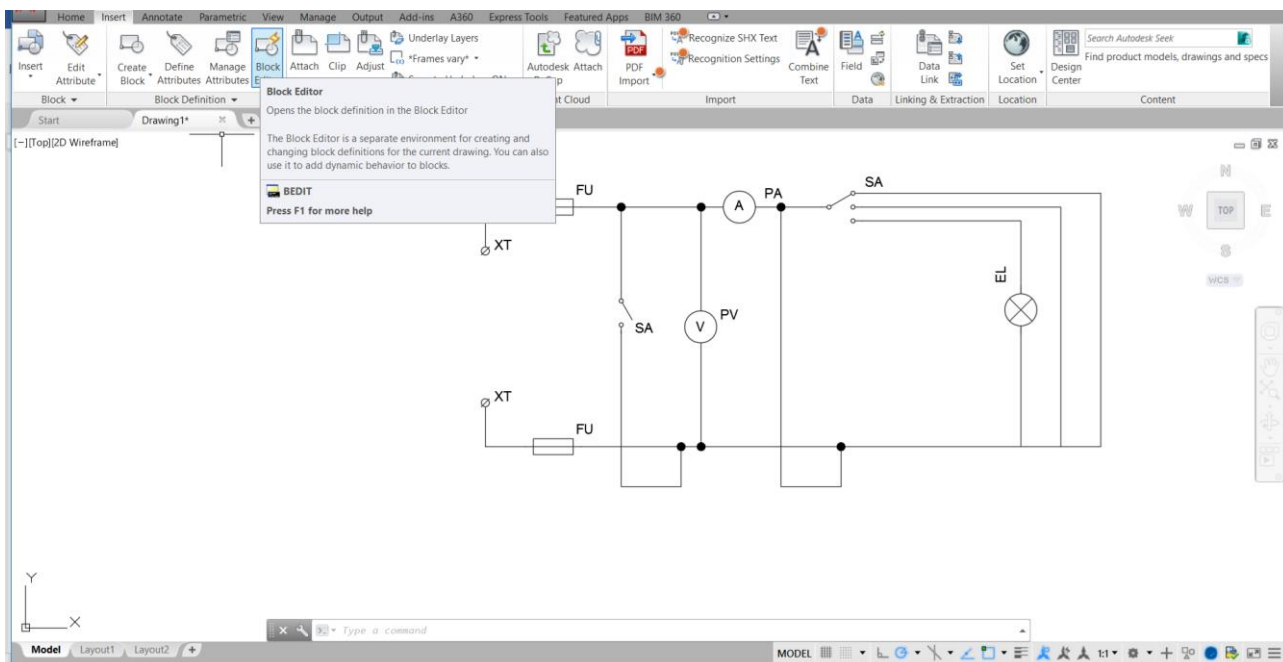 Home Insert Annotate Parametric View Manage Output Add-ins A360 Express Tools Featured Apps BIM 360
Underlay Layers
*Frames vary*
Recognize SHX Text
Recognition Settings
Search Autodesk Seek
Find product models, drawings and specs
Insert
Edit
Attribute
Create
Block
Define
Attributes
Manage
Attributes
Block
Attach
Clip
Adjust
Autodesk
Attach
PDF
Import
Combine
Text
Field
Data
Link
Set
Location
Design
Center
Block
Block Definition
Import
Data
Linking & Extraction
Location
Content
Start
Drawing1*
[−][Top][2D Wireframe]
Block Editor
Opens the block definition in the Block Editor
The Block Editor is a separate environment for creating and
changing block definitions for the current drawing. You can also
use it to add dynamic behavior to blocks.
BEDIT
Press F1 for more help
FU
A
PA
SA
XT
EL
SA
V
PV
XT
FU
N
W
TOP
E
S
WCS
Y
X
Type a command
Model Layout1 Layout2 +
MODEL
1:1